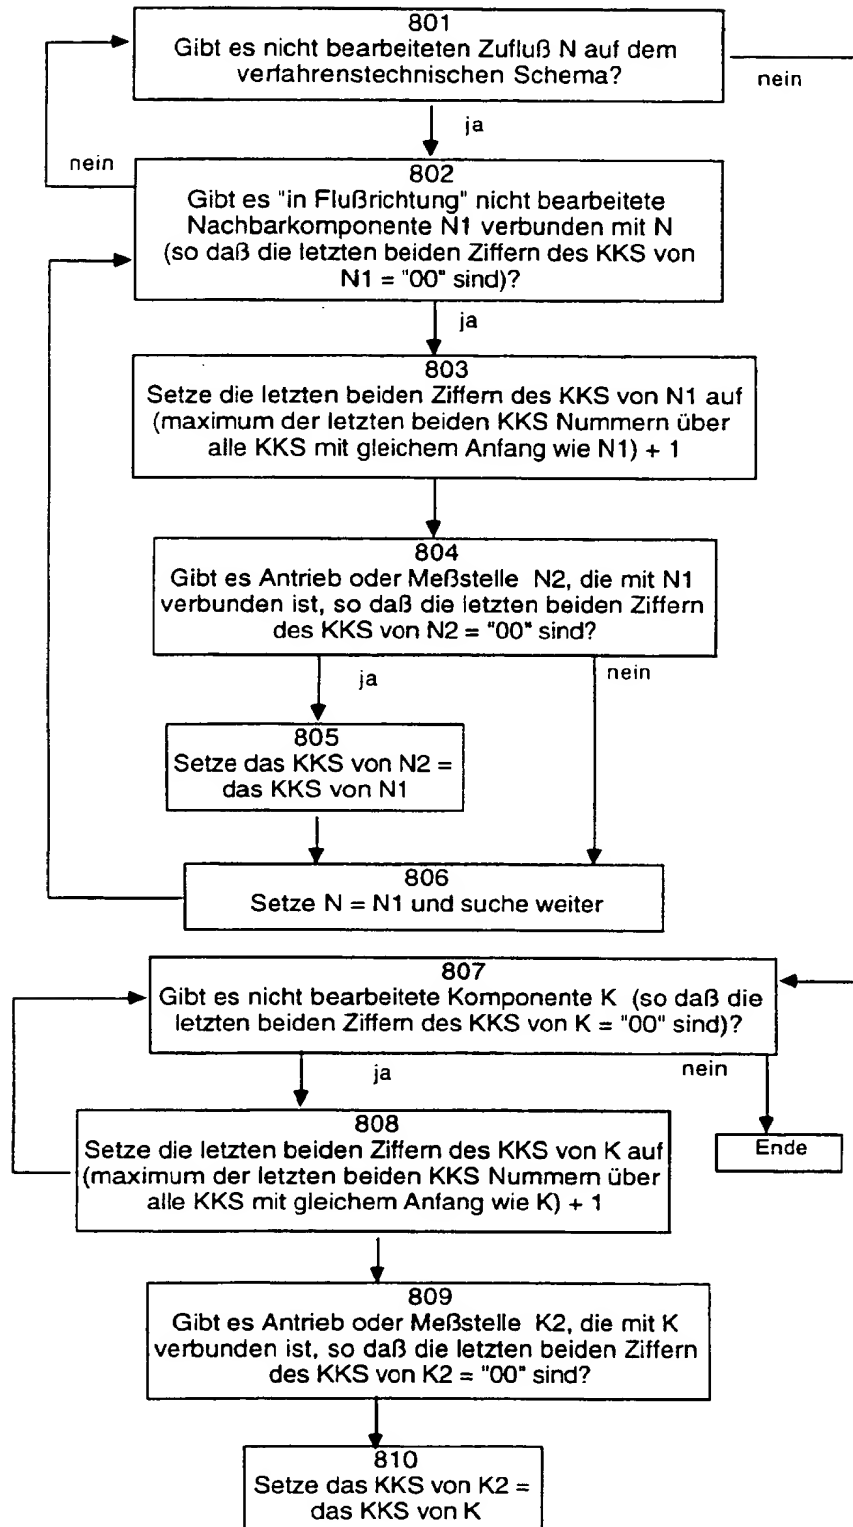 801
Gibt es nicht bearbeiteten Zufluß N auf dem
verfahrenstechnischen Schema?
nein
ja
nein
802
Gibt es "in Flußrichtung" nicht bearbeitete
Nachbarkomponente N1 verbunden mit N
(so daß die letzten beiden Ziffern des KKS von
N1 = "00" sind)?
ja
803
Setze die letzten beiden Ziffern des KKS von N1 auf
(maximum der letzten beiden KKS Nummern über
alle KKS mit gleichem Anfang wie N1) + 1
804
Gibt es Antrieb oder Meßstelle N2, die mit N1
verbunden ist, so daß die letzten beiden Ziffern
des KKS von N2 = "00" sind?
ja
nein
805
Setze das KKS von N2 =
das KKS von N1
806
Setze N = N1 und suche weiter
807
Gibt es nicht bearbeitete Komponente K (so daß die
letzten beiden Ziffern des KKS von K = "00" sind)?
ja
nein
808
Setze die letzten beiden Ziffern des KKS von K auf
(maximum der letzten beiden KKS Nummern über
alle KKS mit gleichem Anfang wie K) + 1
Ende
809
Gibt es Antrieb oder Meßstelle K2, die mit K
verbunden ist, so daß die letzten beiden Ziffern
des KKS von K2 = "00" sind?
810
Setze das KKS von K2 =
das KKS von K